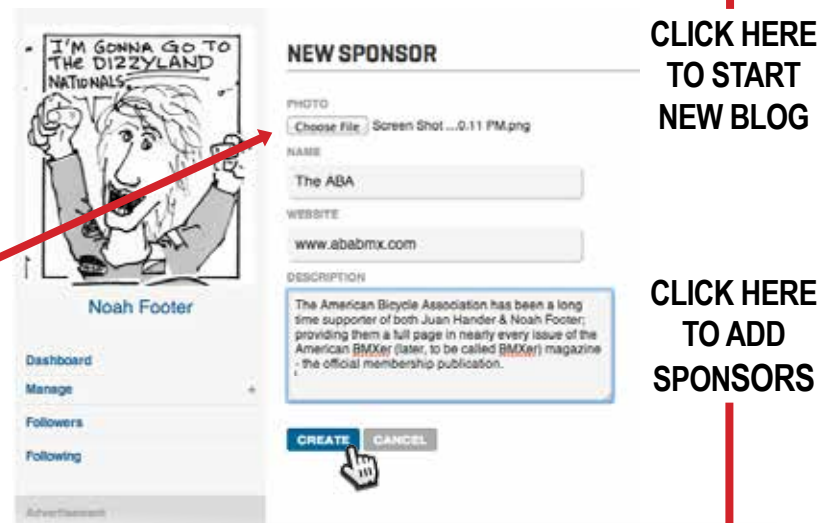 I'M GONNA GO TO
THE DIZZYLAND
NATIONALS.
Noah Footer
Dashboard
Manage
+
Followers
Following
Advertisement
NEW SPONSOR
PHOTO
Choose File Screen Shot ....0.11 PM.png
NAME
The ABA
WEBSITE
www.ababmx.com
DESCRIPTION
The American Bicycle Association has been a long
time supporter of both Juan Hander & Noah Footer;
providing them a full page in nearly every issue of the
American BMXer (later, to be called BMXer) magazine
- the official membership publication.
CREATE CANCEL
CLICK HERE
TO START
NEW BLOG
CLICK HERE
TO ADD
SPONSORS